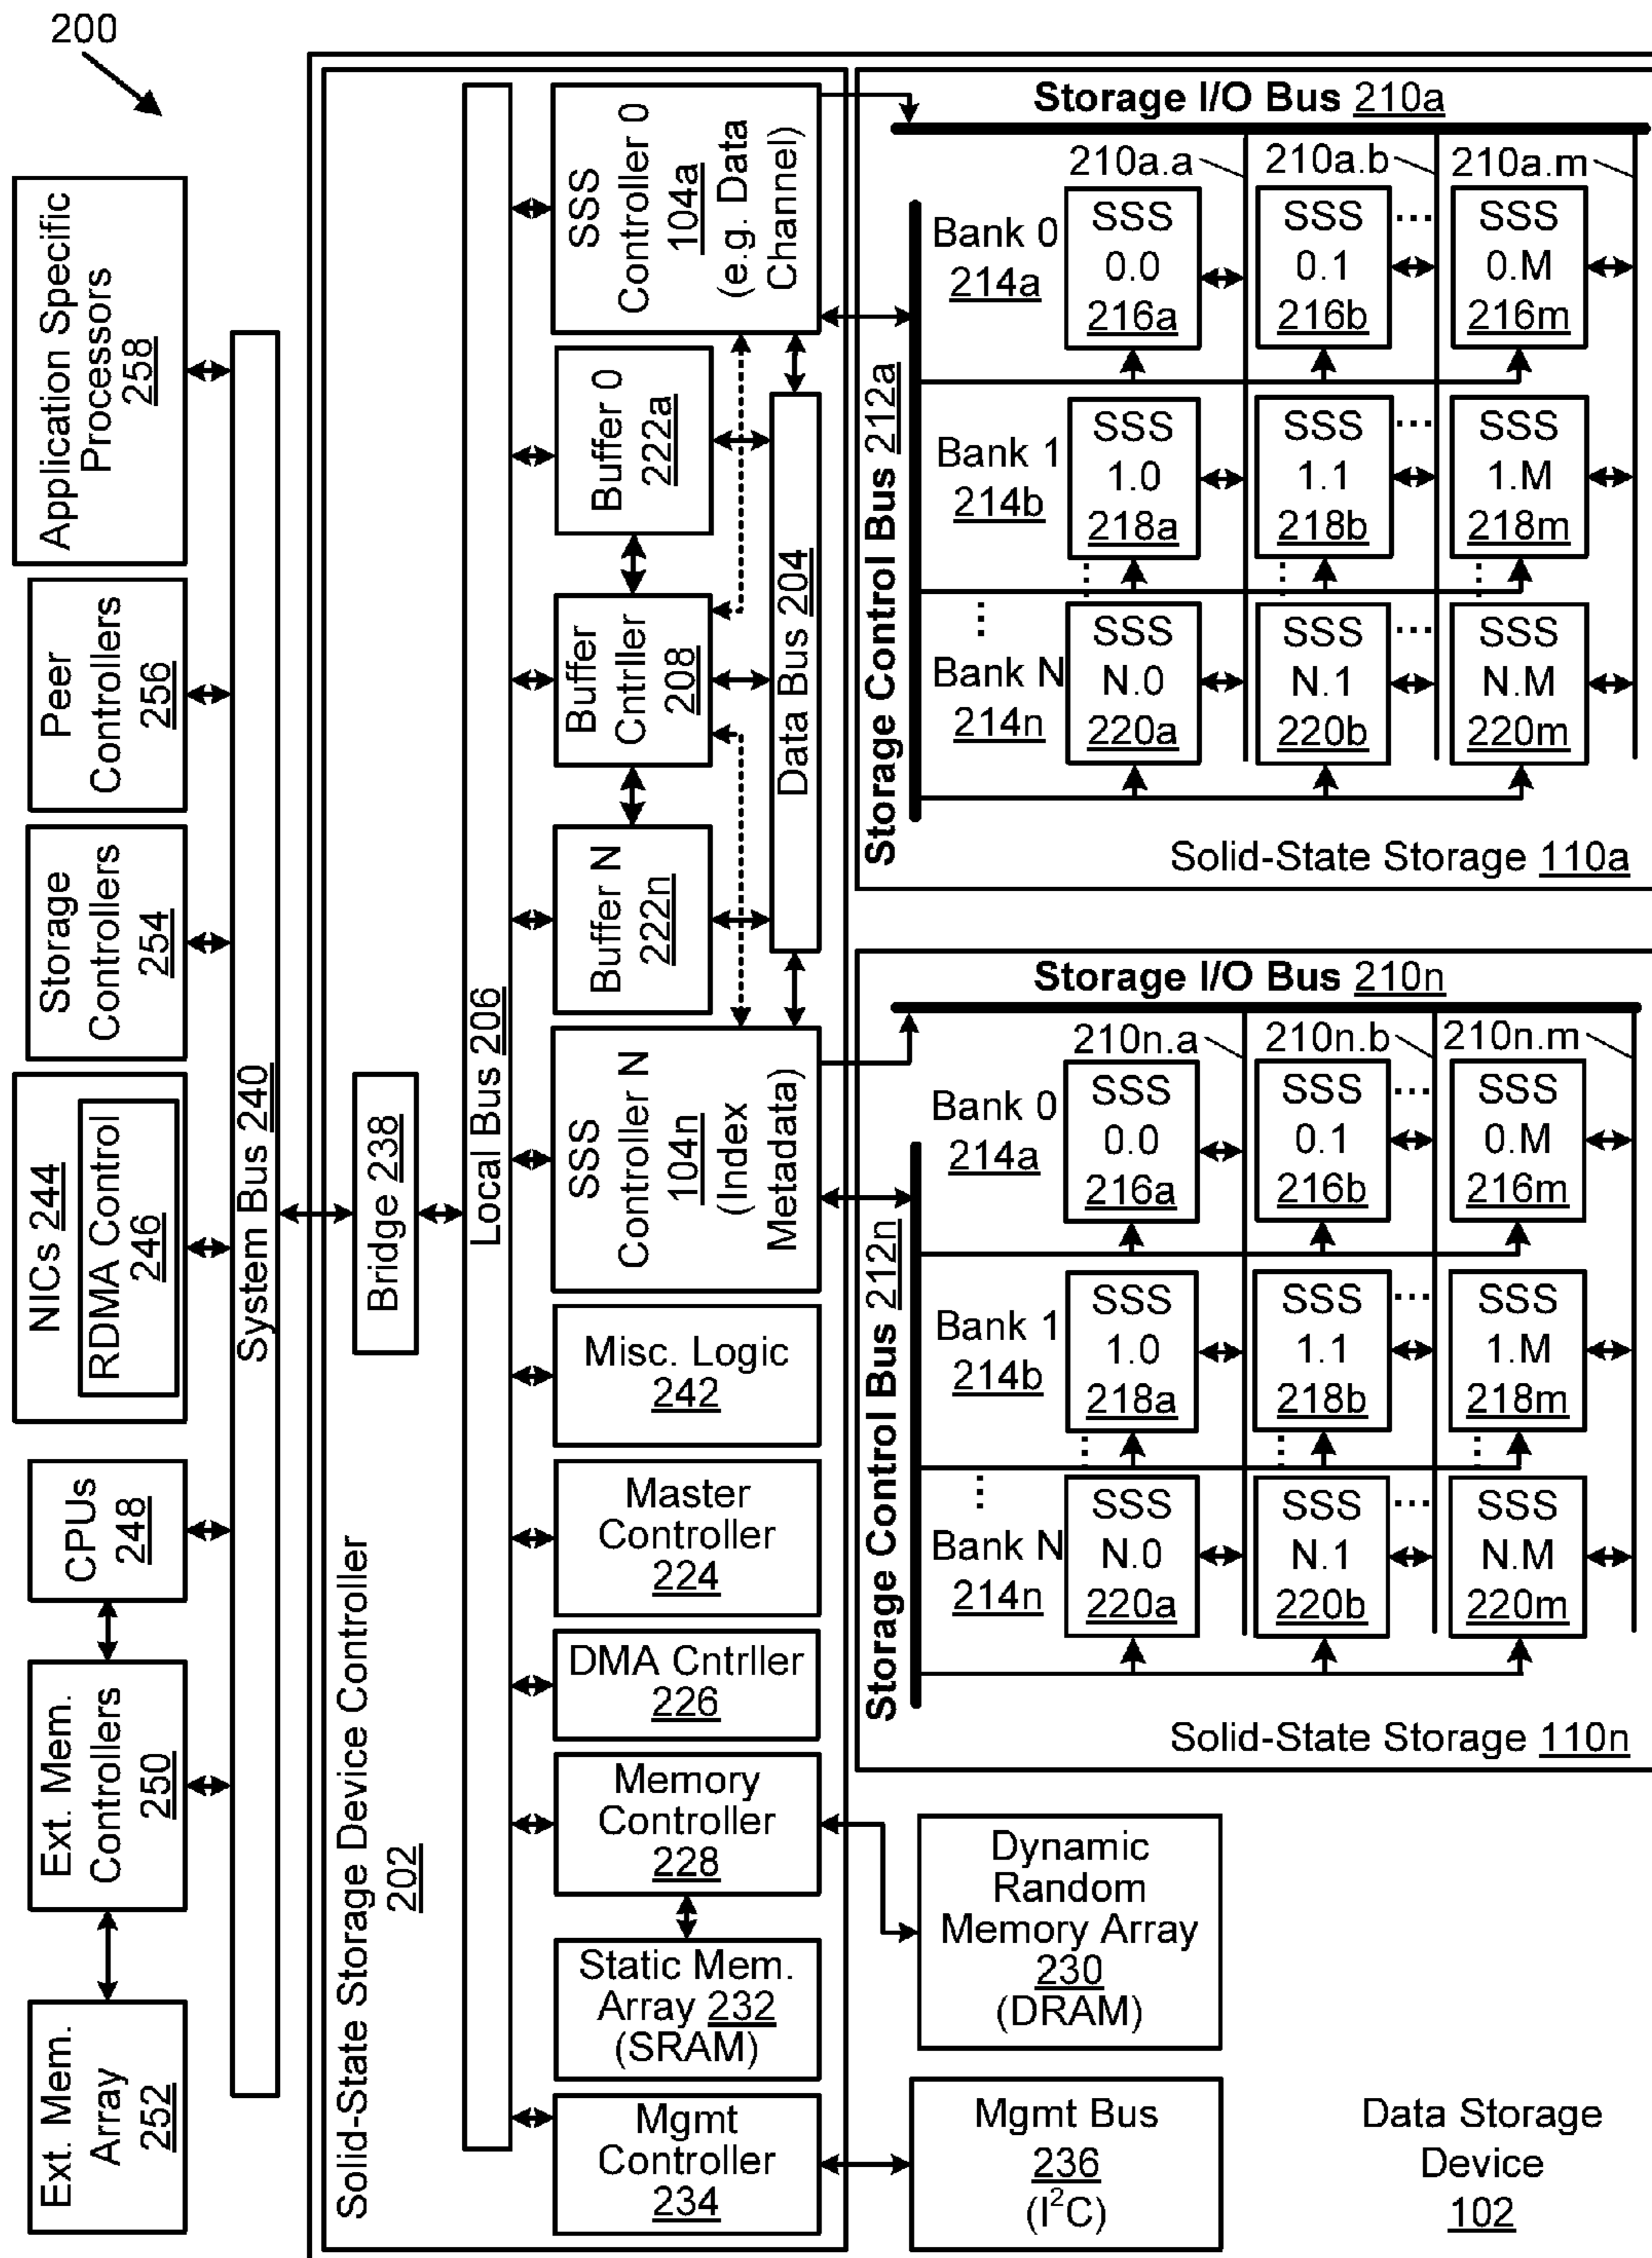 200
Application Specific
Processors
258
Peer
Controllers
256
Storage
Controllers
254
NICs 244
RDMA Control
246
CPUs
248
Ext. Mem.
Controllers
250
Ext. Mem.
Array
252
System Bus 240
Solid-State Storage Device Controller
202
Bridge 238
Local Bus 206
SSS
Controller 0
104a
(e.g. Data
Channel)
Buffer 0
222a
Buffer
Cntrller
208
Buffer N
222n
Data Bus 204
SSS
Controller N
104n
(Index
Metadata)
Misc. Logic
242
Master
Controller
224
DMA Cntrller
226
Memory
Controller
228
Static Mem.
Array 232
(SRAM)
Mgmt
Controller
234
Storage I/O Bus 210a
210a.a
210a.b
210a.m
Storage Control Bus 212a
Bank 0
214a
SSS
0.0
216a
SSS
0.1
216b
...
SSS
0.M
216m
Bank 1
214b
SSS
1.0
218a
SSS
1.1
218b
...
SSS
1.M
218m
Bank N
214n
SSS
N.0
220a
SSS
N.1
220b
...
SSS
N.M
220m
Solid-State Storage 110a
Storage I/O Bus 210n
210n.a
210n.b
210n.m
Storage Control Bus 212n
Bank 0
214a
SSS
0.0
216a
SSS
0.1
216b
...
SSS
0.M
216m
Bank 1
214b
SSS
1.0
218a
SSS
1.1
218b
...
SSS
1.M
218m
Bank N
214n
SSS
N.0
220a
SSS
N.1
220b
...
SSS
N.M
220m
Solid-State Storage 110n
Dynamic
Random
Memory Array
230
(DRAM)
Mgmt Bus
236
(I²C)
Data Storage
Device
102